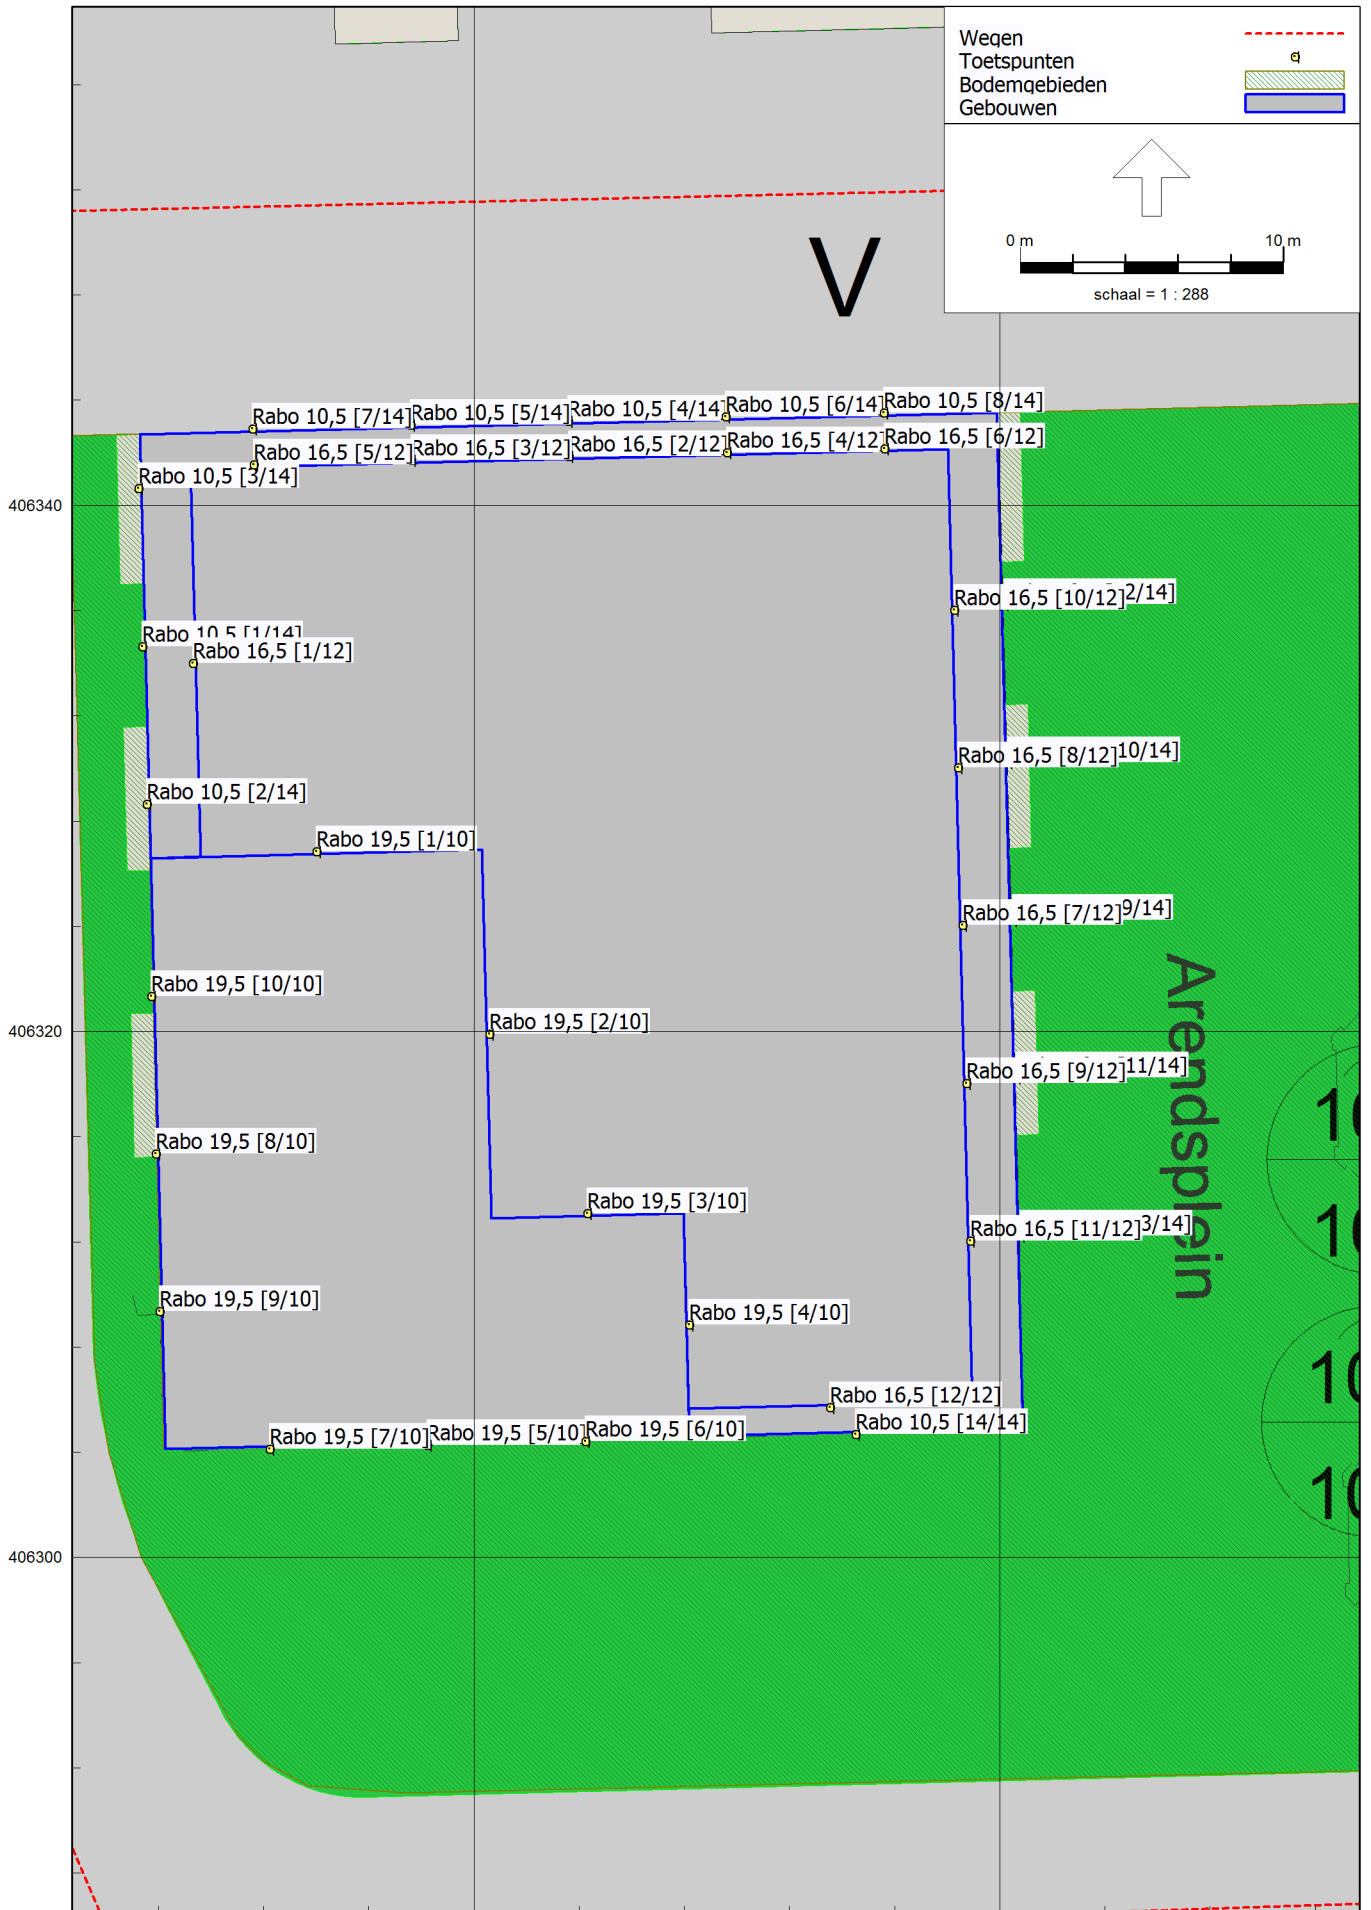 Wegen
Toetspunten
Bodemgebieden
Gebouwen
0 m 10 m
schaal = 1 : 288
V
Rabo 10,5 [7/14] Rabo 10,5 [5/14] Rabo 10,5 [4/14] Rabo 10,5 [6/14] Rabo 10,5 [8/14]
Rabo 16,5 [5/12] Rabo 16,5 [3/12] Rabo 16,5 [2/12] Rabo 16,5 [4/12] Rabo 16,5 [6/12]
Rabo 10,5 [3/14]
406340
Rabo 16,5 [10/12] 2/14]
Rabo 10,5 [1/14]
Rabo 16,5 [1/12]
Rabo 16,5 [8/12] 10/14]
Rabo 10,5 [2/14]
Rabo 19,5 [1/10]
Rabo 16,5 [7/12] 9/14]
Rabo 19,5 [10/10]
Rabo 19,5 [2/10]
406320
Rabo 16,5 [9/12] 11/14]
Arendsplein
10
Rabo 19,5 [8/10]
Rabo 19,5 [3/10]
Rabo 16,5 [11/12] 3/14]
10
Rabo 19,5 [9/10]
Rabo 19,5 [4/10]
10
Rabo 16,5 [12/12]
Rabo 10,5 [14/14]
Rabo 19,5 [7/10] Rabo 19,5 [5/10] Rabo 19,5 [6/10]
10
406300